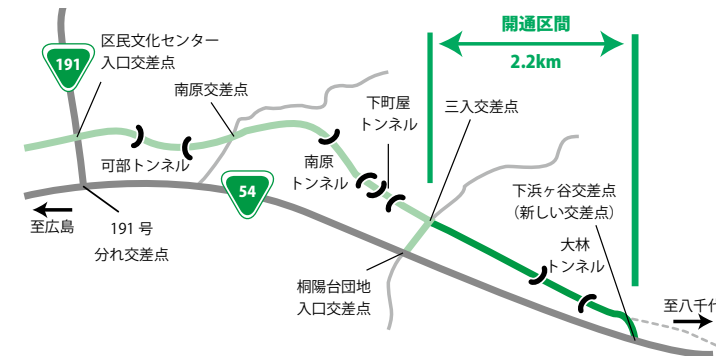 開通区間
2.2km
191
区民文化センター
入口交差点
南原交差点
下町屋
トンネル
三入交差点
可部トンネル
南原
トンネル
54
下浜ヶ谷交差点
（新しい交差点）
大林
トンネル
至広島
191 号
分れ交差点
桐陽台団地
入口交差点
至八千代